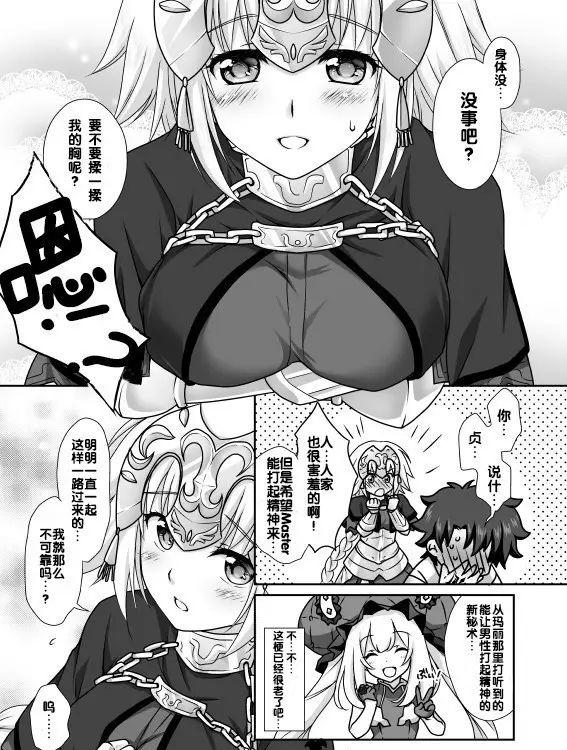 身体没…
没事吧？
要不要揉一揉
我的胸呢？
嗯！？
你
贞…
说什…
人…人家
也很害羞的啊！
但是希望Master
能打起精神来…
从玛丽那里打听到的
能让男性打起精神的
新秘术…
不…不…
这梗已经很老了吧…
明明一直一起
这样一路过来的…
我就那么
不可靠吗…？
呜…